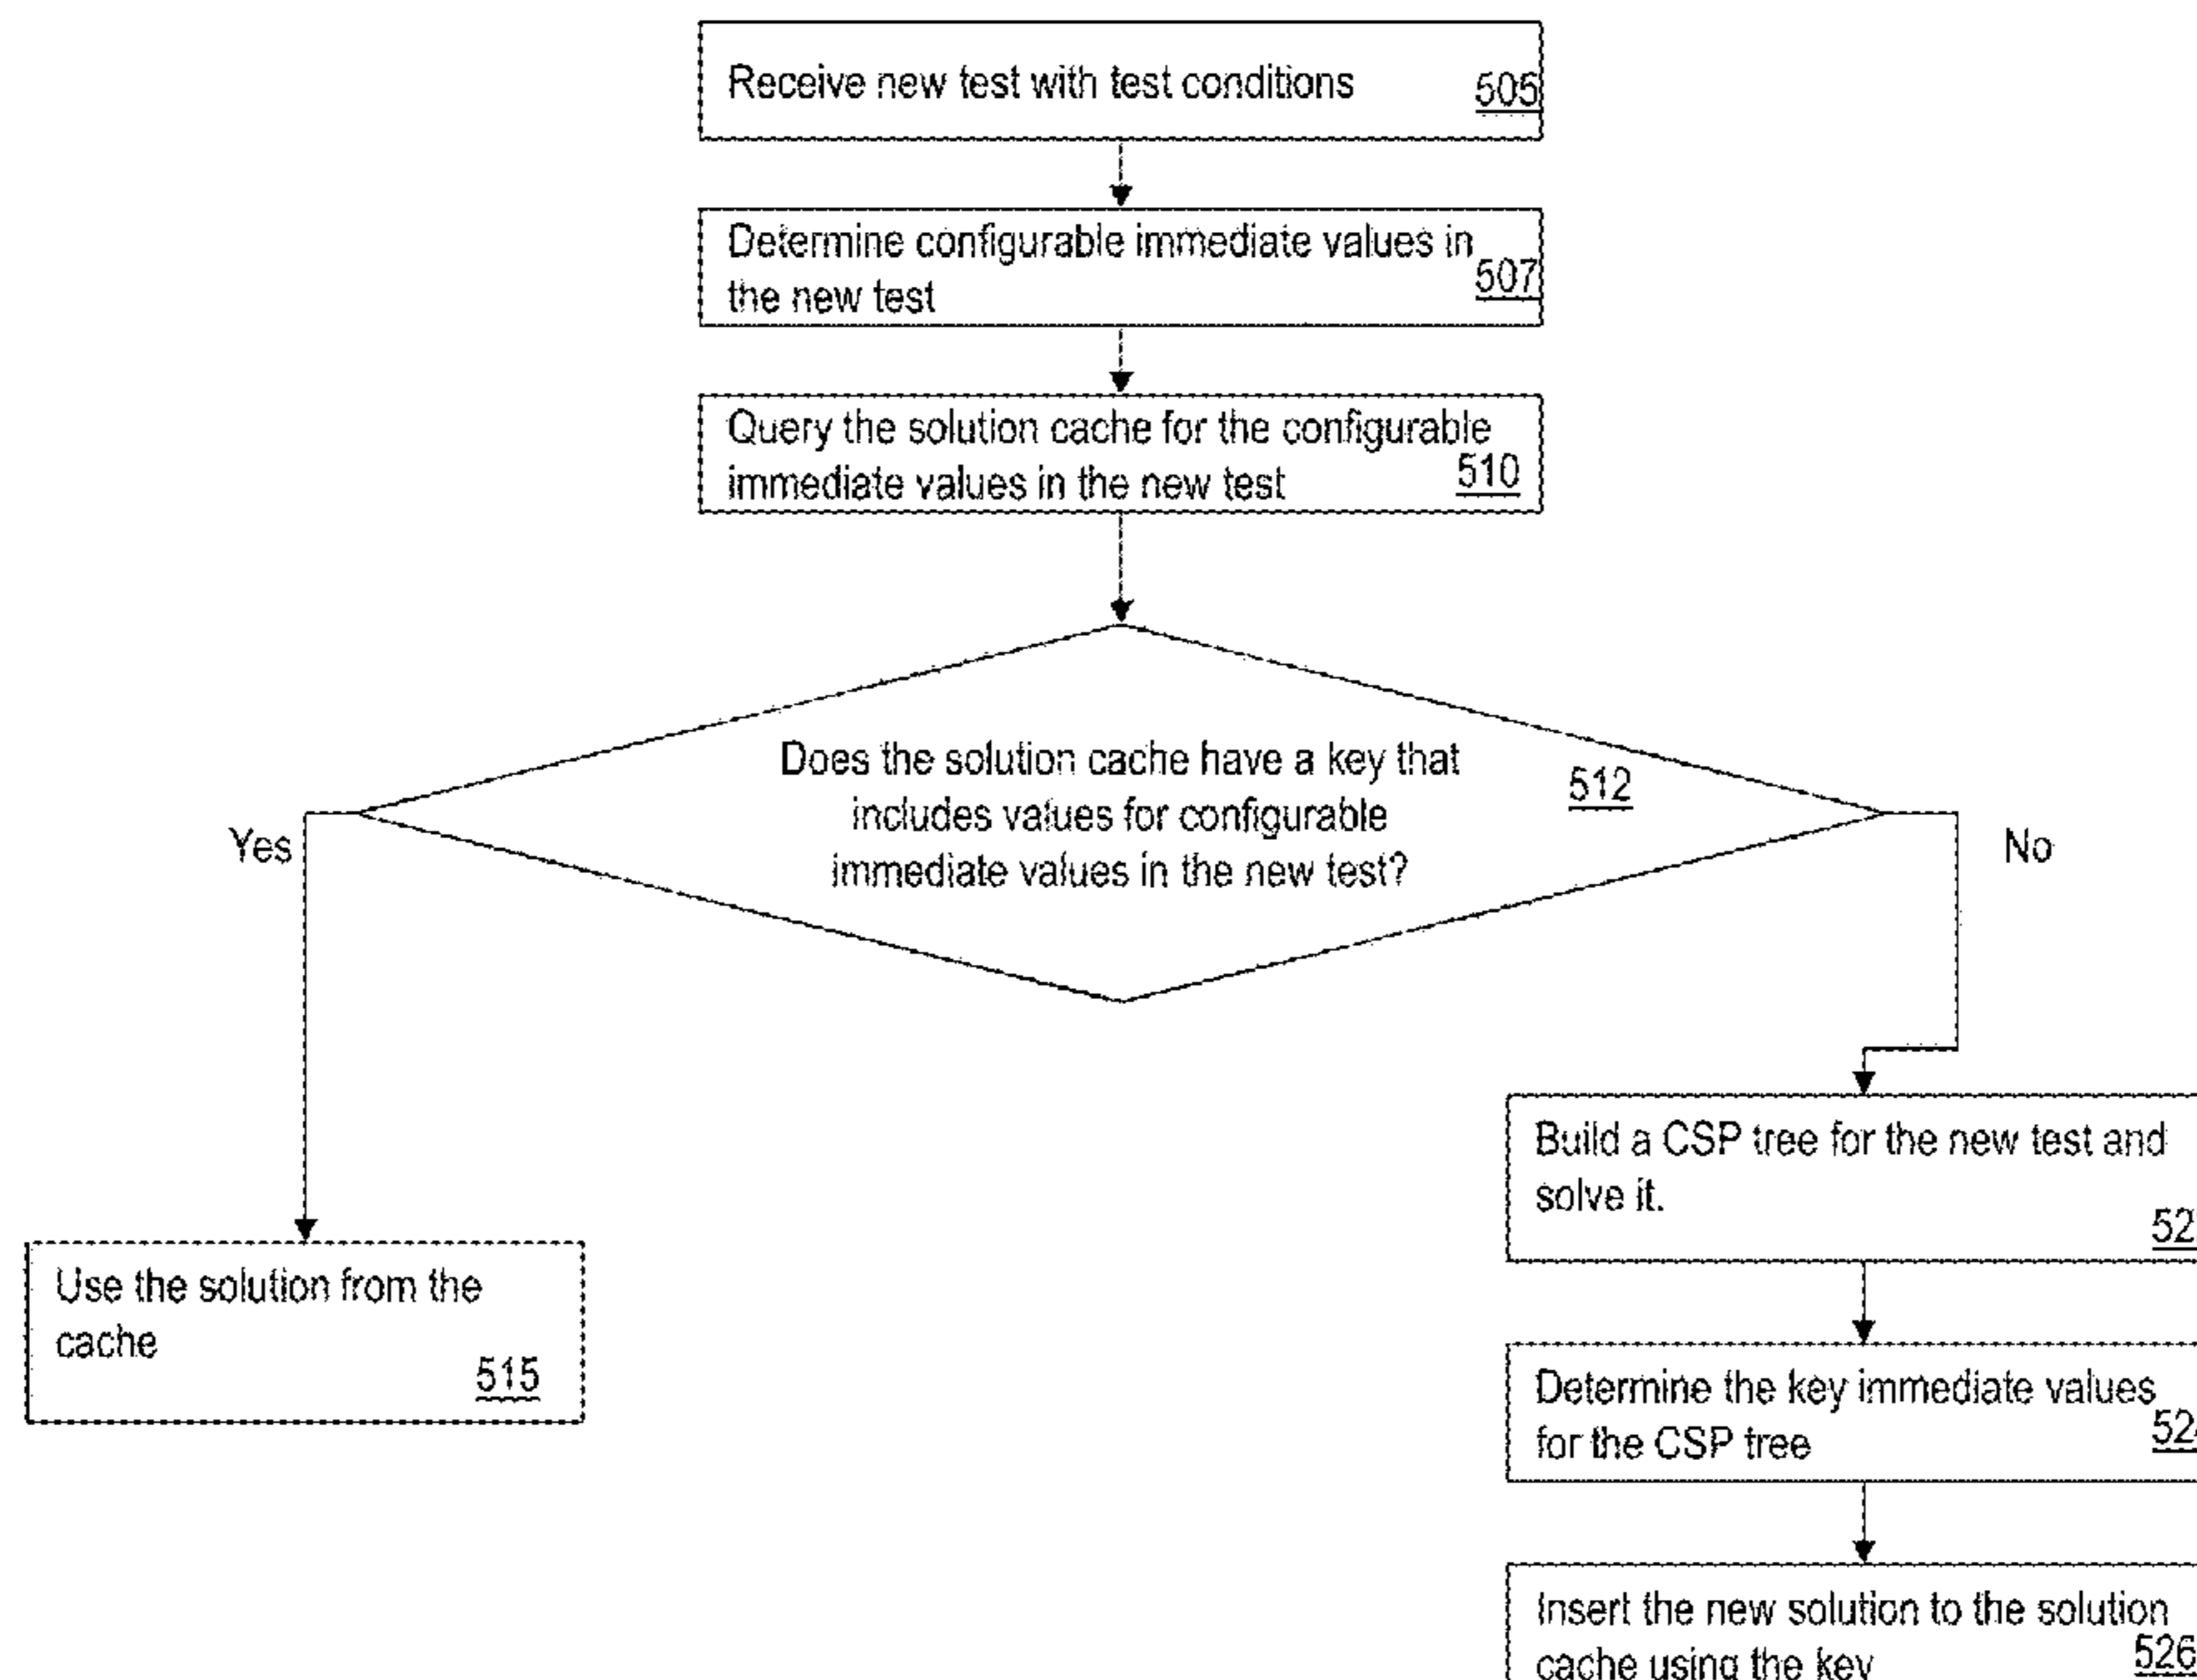 Receive new test with test conditions 505
Determine configurable immediate values in
the new test 507
Query the solution cache for the configurable
immediate values in the new test 510
Does the solution cache have a key that
includes values for configurable
immediate values in the new test?
512
Yes
No
Use the solution from the
cache
515
Build a CSP tree for the new test and
solve it.
Determine the key immediate values
for the CSP tree
Insert the new solution to the solution
cache using the key 526